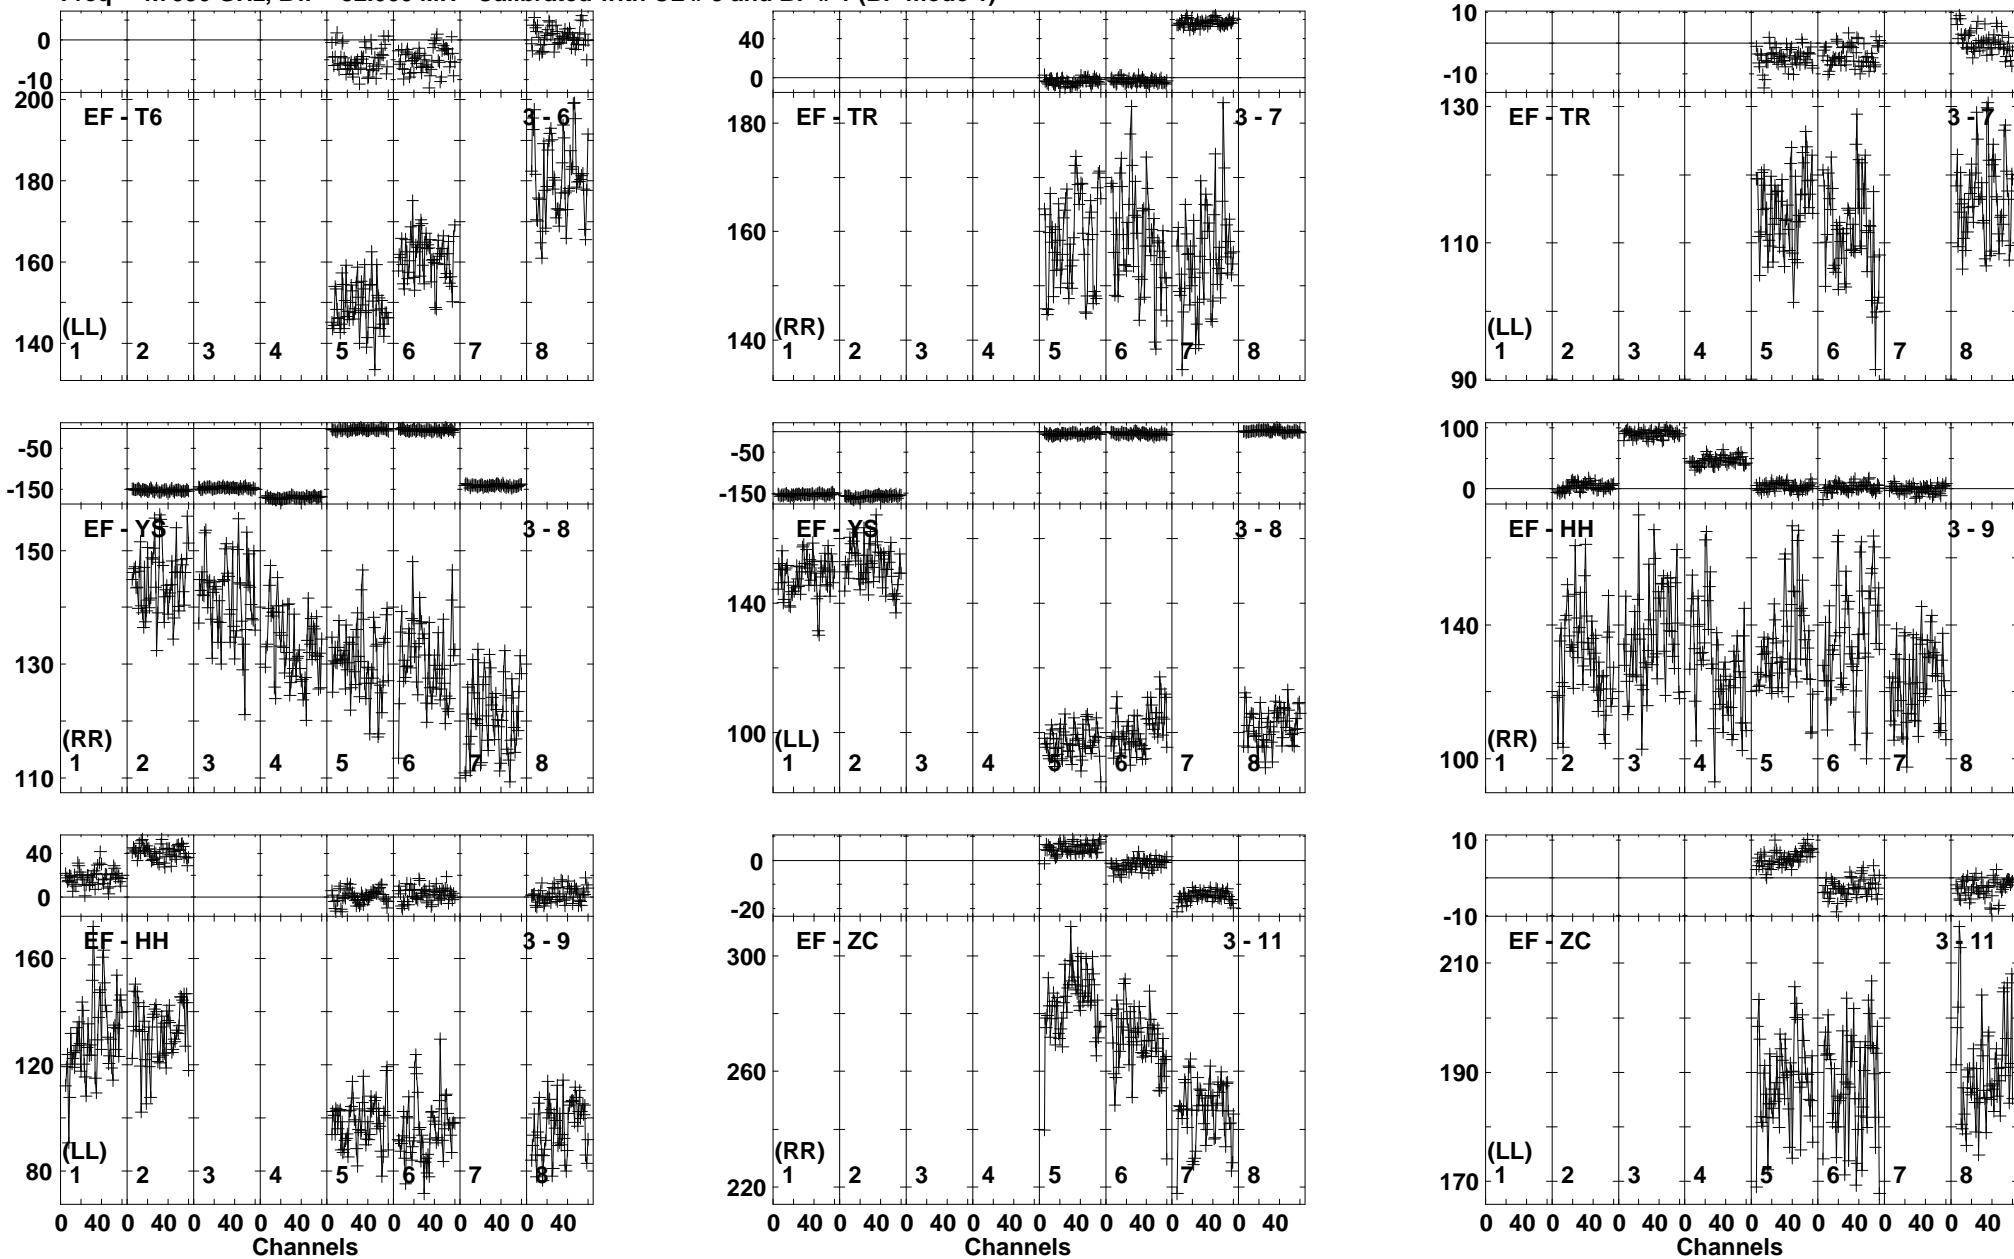 0 -10 40 0 10 0 -10
200 180 160 140 EF - T6 3 - 6 (LL) 1 2 3 4 5 6 7 8
180 160 140 EF - TR 3 - 7 (RR) 1 2 3 4 5 6 7 8
130 110 90 EF - TR 3 - 7 (LL) 1 2 3 4 5 6 7 8
-50 -150 -50 -150 100 0
150 130 110 EF - YS 3 - 8 (RR) 1 2 3 4 5 6 7 8
140 100 EF - YS 3 - 8 (LL) 1 2 3 4 5 6 7 8
140 100 EF - HH 3 - 9 (RR) 1 2 3 4 5 6 7 8
40 0 0 -20 10 0 -10
160 120 80 EF - HH 3 - 9 (LL) 1 2 3 4 5 6 7 8
300 260 220 EF - ZC 3 - 11 (RR) 1 2 3 4 5 6 7 8
210 190 170 EF - ZC 3 - 11 (LL) 1 2 3 4 5 6 7 8
0 40 0 40 0 40 0 40 0 40 0 40 0 40 0 40
0 40 0 40 0 40 0 40 0 40 0 40 0 40 0 40
0 40 0 40 0 40 0 40 0 40 0 40 0 40 0 40
Channels Channels Channels